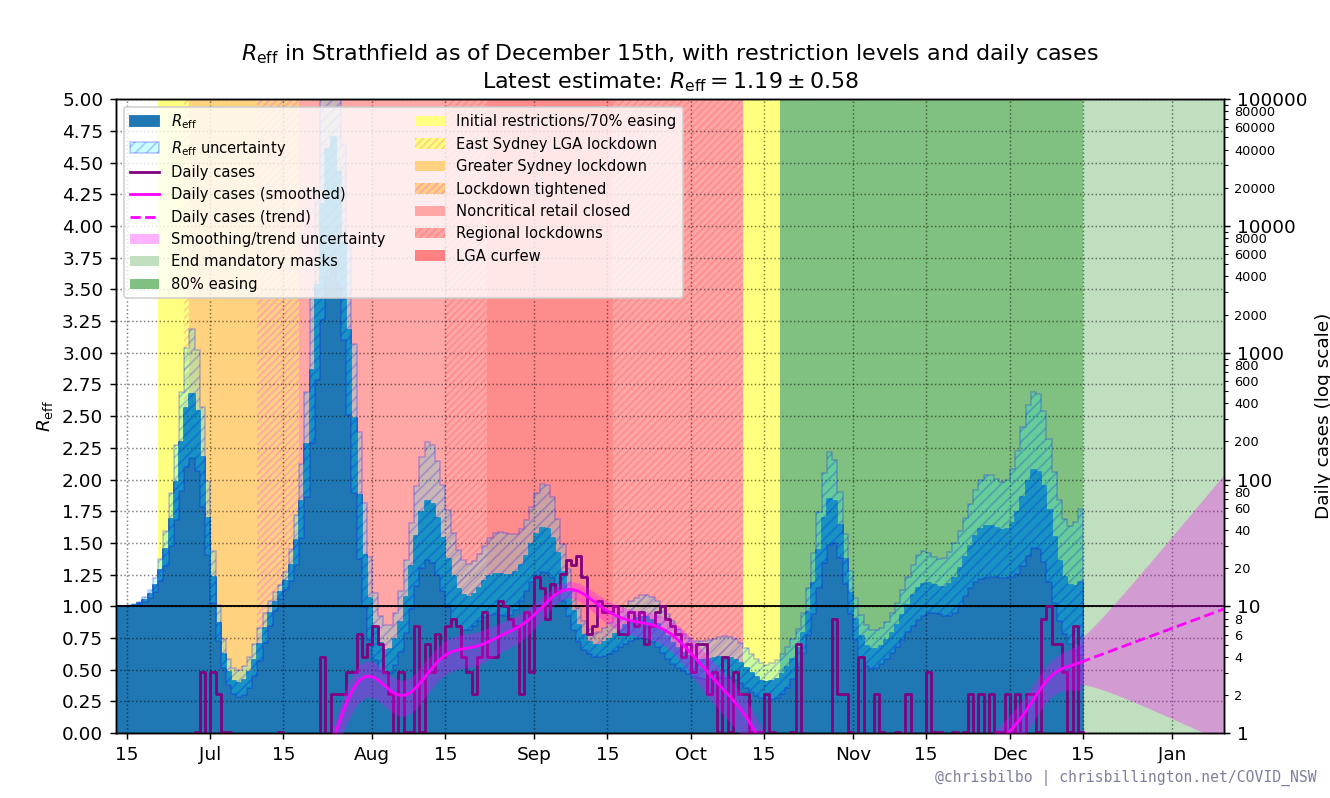 Reff in Strathfield as of December 15th, with restriction levels and daily cases
Latest estimate: Reff = 1.19 ± 0.58
Reff
5.00
4.75
4.50
4.25
4.00
3.75
3.50
3.25
3.00
2.75
2.50
2.25
2.00
1.75
1.50
1.25
1.00
0.75
0.50
0.25
0.00
Reff
Reff uncertainty
Daily cases
Daily cases (smoothed)
Daily cases (trend)
Smoothing/trend uncertainty
End mandatory masks
80% easing
Initial restrictions/70% easing
East Sydney LGA lockdown
Greater Sydney lockdown
Lockdown tightened
Noncritical retail closed
Regional lockdowns
LGA curfew
100000
80000
60000
40000
20000
10000
8000
6000
4000
2000
1000
800
600
400
200
100
80
60
40
20
10
8
6
4
2
1
Daily cases (log scale)
15 Jul 15 Aug 15 Sep 15 Oct 15 Nov 15 Dec 15 Jan
@chrisbilbo | chrisbillington.net/COVID_NSW